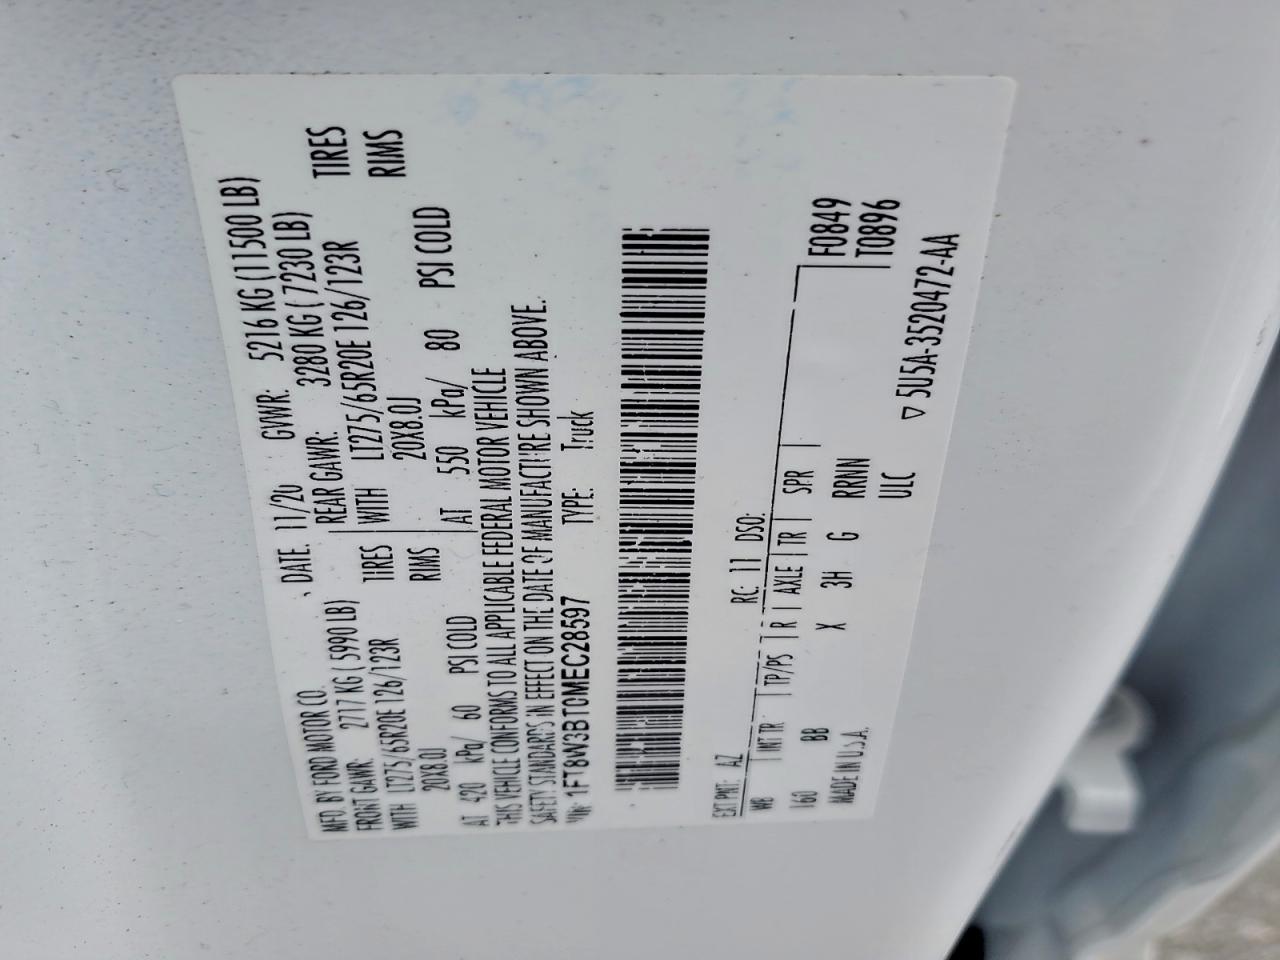 MFD. BY FORD MOTOR CO. DATE: 11/20 GVWR: 5216 KG (11500 LB)
FRONT GAWR: 2717 KG ( 5990 LB) REAR GAWR: 3280 KG ( 7230 LB)
WITH LT275/65R20E 126/123R TIRES WITH LT275/65R20E 126/123R TIRES
20X8.0J RIMS 20X8.0J RIMS
AT 420 kPa/ 60 PSI COLD AT 550 kPa/ 80 PSI COLD
THIS VEHICLE CONFORMS TO ALL APPLICABLE FEDERAL MOTOR VEHICLE
SAFETY STANDARDS IN EFFECT ON THE DATE OF MANUFACTURE SHOWN ABOVE.
VIN: 1FT8W3BT0MEC28597 TYPE: Truck
EXT PNT: AZ RC: 11 DSO: F0849
WB INT TR TP/PS R AXLE TR SPR T0896
160 BB X 3H G RRNN
MADE IN U.S.A. ULC ▽ 5U5A-3520472-AA